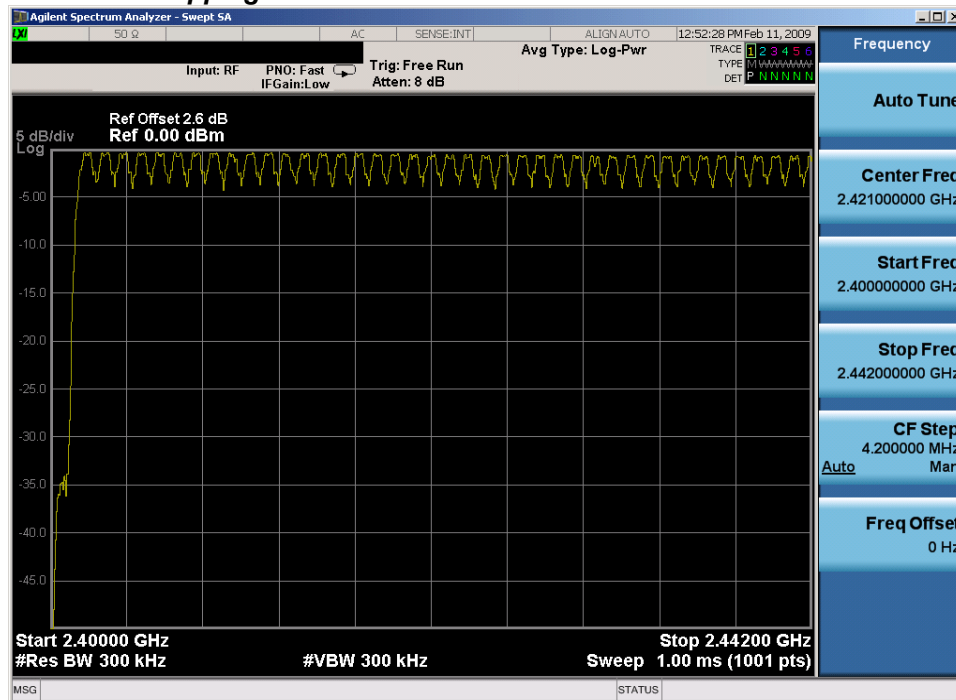 pping
Agilent Spectrum Analyzer - Swept SA
LXI 50 Ω AC SENSE:INT ALIGN AUTO 12:52:28 PM Feb 11, 2009
Input: RF PNO: Fast IFGain:Low Trig: Free Run Atten: 8 dB Avg Type: Log-Pwr
TRACE 1 2 3 4 5 6
TYPE M WWWWW
DET P N N N N N
Ref Offset 2.6 dB
5 dB/div Ref 0.00 dBm
Log
-5.00
-10.0
-15.0
-20.0
-25.0
-30.0
-35.0
-40.0
-45.0
Start 2.40000 GHz Stop 2.44200 GHz
#Res BW 300 kHz #VBW 300 kHz Sweep 1.00 ms (1001 pts)
MSG STATUS
Frequency
Auto Tune
Center Freq
2.421000000 GHz
Start Freq
2.400000000 GHz
Stop Freq
2.442000000 GHz
CF Step
4.200000 MHz
Auto Man
Freq Offset
0 Hz